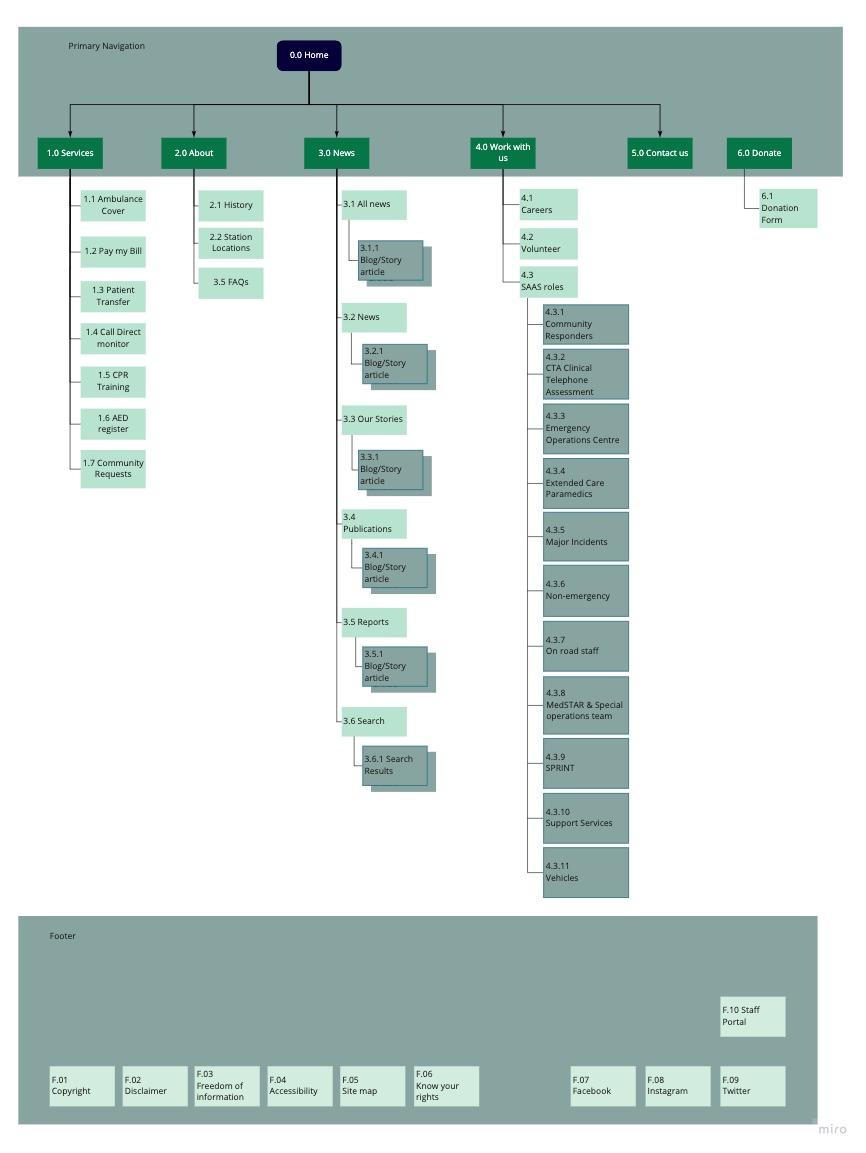 Primary Navigation
0.0 Home
1.0 Services
2.0 About
3.0 News
4.0 Work with
us
5.0 Contact us
6.0 Donate
1.1 Ambulance
Cover
1.2 Pay my Bill
1.3 Patient
Transfer
1.4 Call Direct
monitor
1.5 CPR
Training
1.6 AED
register
1.7 Community
Requests
2.1 History
2.2 Station
Locations
3.5 FAQs
3.1 All news
3.1.1
Blog/Story
article
3.2 News
3.2.1
Blog/Story
article
3.3 Our Stories
3.3.1
Blog/Story
article
3.4
Publications
3.4.1
Blog/Story
article
3.5 Reports
3.5.1
Blog/Story
article
3.6 Search
3.6.1 Search
Results
4.1
Careers
4.2
Volunteer
4.3
SAAS roles
4.3.1
Community
Responders
4.3.2
CTA Clinical
Telephone
Assessment
4.3.3
Emergency
Operations Centre
4.3.4
Extended Care
Paramedics
4.3.5
Major Incidents
4.3.6
Non-emergency
4.3.7
On road staff
4.3.8
MedSTAR & Special
operations team
4.3.9
SPRINT
4.3.10
Support Services
4.3.11
Vehicles
6.1
Donation
Form
Footer
F.10 Staff
Portal
F.01
Copyright
F.02
Disclaimer
F.03
Freedom of
information
F.04
Accessibility
F.05
Site map
F.06
Know your
rights
F.07
Facebook
F.08
Instagram
F.09
Twitter
miro